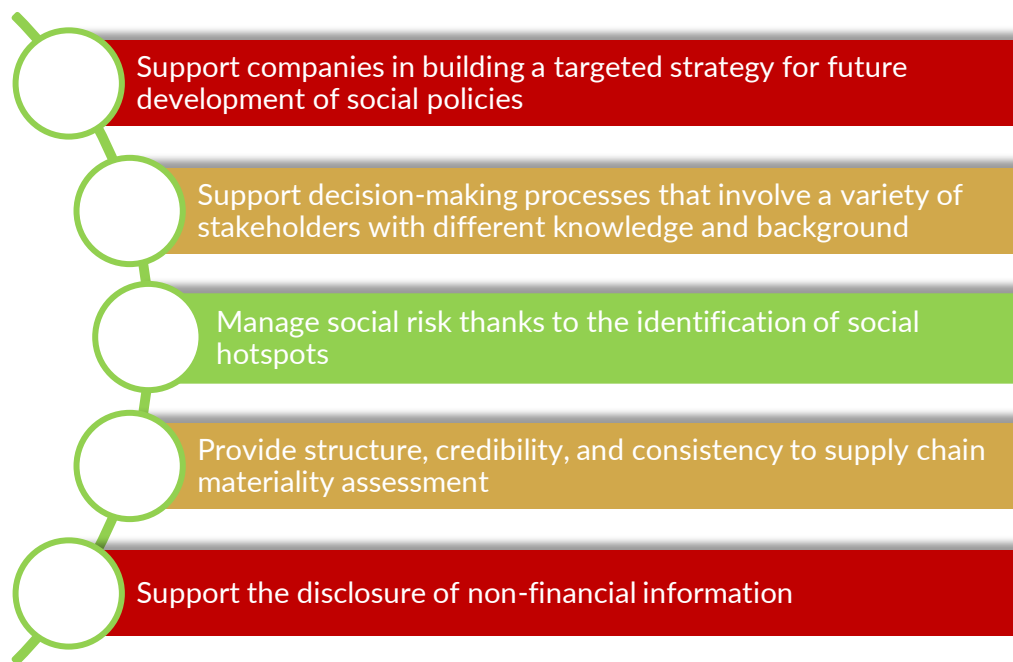 Support companies in building a targeted strategy for future
development of social policies
Support decision-making processes that involve a variety of
stakeholders with different knowledge and background
Manage social risk thanks to the identification of social
hotspots
Provide structure, credibility, and consistency to supply chain
materiality assessment
Support the disclosure of non-financial information